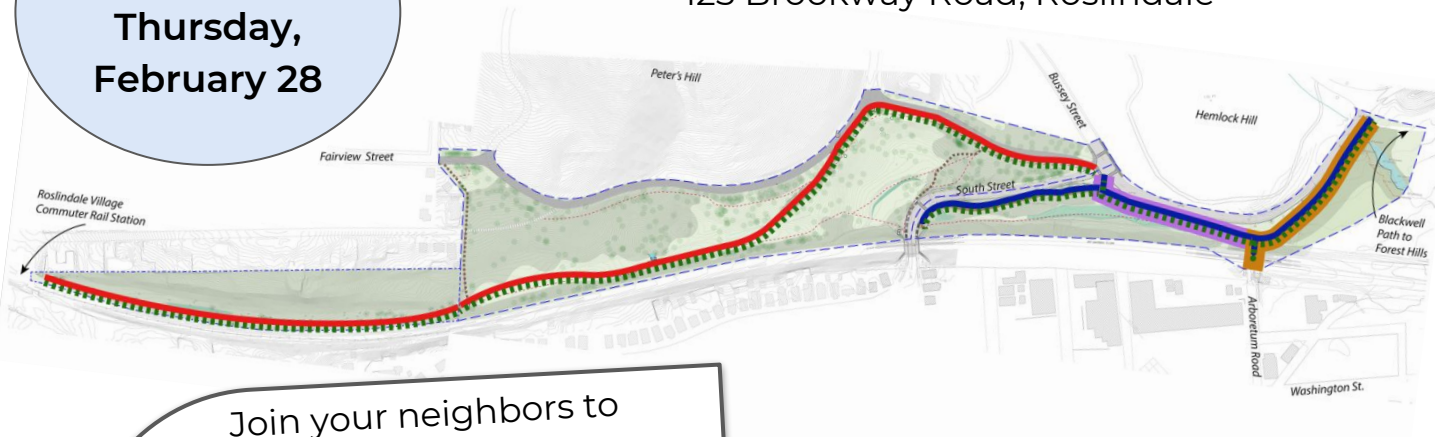 Thursday,
February 28
123 Brookway Road, Roslindale
Peter's Hill
Bussey Street
Hemlock Hill
Fairview Street
Roslindale Village
Commuter Rail Station
South Street
Blackwell
Path to
Forest Hills
Arboretum Road
Washington St.
Join your neighbors to